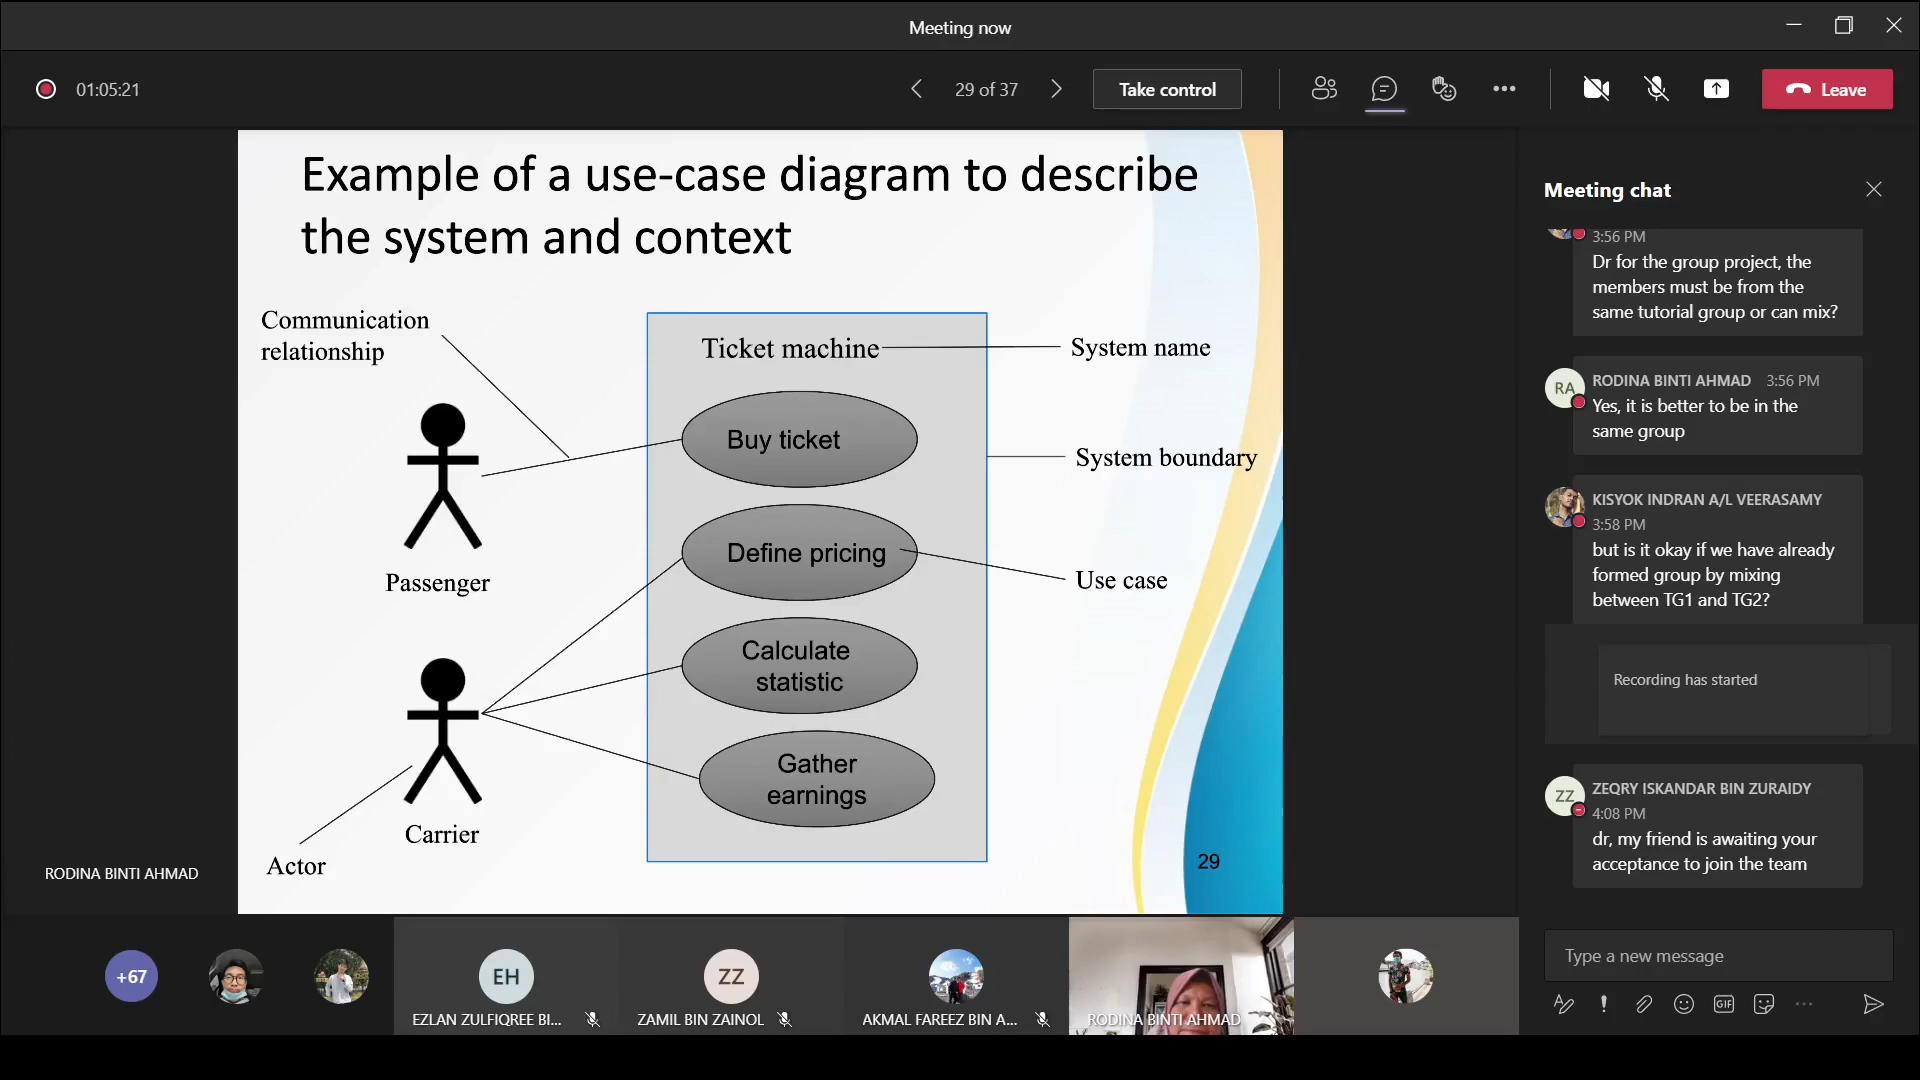 Meeting now
01:05:21
29 of 37
Take control
Leave
Example of a use-case diagram to describe
the system and context
Communication
relationship
Ticket machine
System name
Buy ticket
System boundary
Define pricing
Use case
Passenger
Calculate
statistic
Gather
earnings
Carrier
Actor
29
RODINA BINTI AHMAD
Meeting chat
3:56 PM
Dr for the group project, the
members must be from the
same tutorial group or can mix?
RA
RODINA BINTI AHMAD 3:56 PM
Yes, it is better to be in the
same group
KISYOK INDRAN A/L VEERASAMY
3:58 PM
but is it okay if we have already
formed group by mixing
between TG1 and TG2?
Recording has started
ZZ
ZEQRY ISKANDAR BIN ZURAIDY
4:08 PM
dr, my friend is awaiting your
acceptance to join the team
Type a new message
GIF
+67
EH
EZLAN ZULFIQREE BI...
ZZ
ZAMIL BIN ZAINOL
AKMAL FAREEZ BIN A...
RODINA BINTI AHMAD